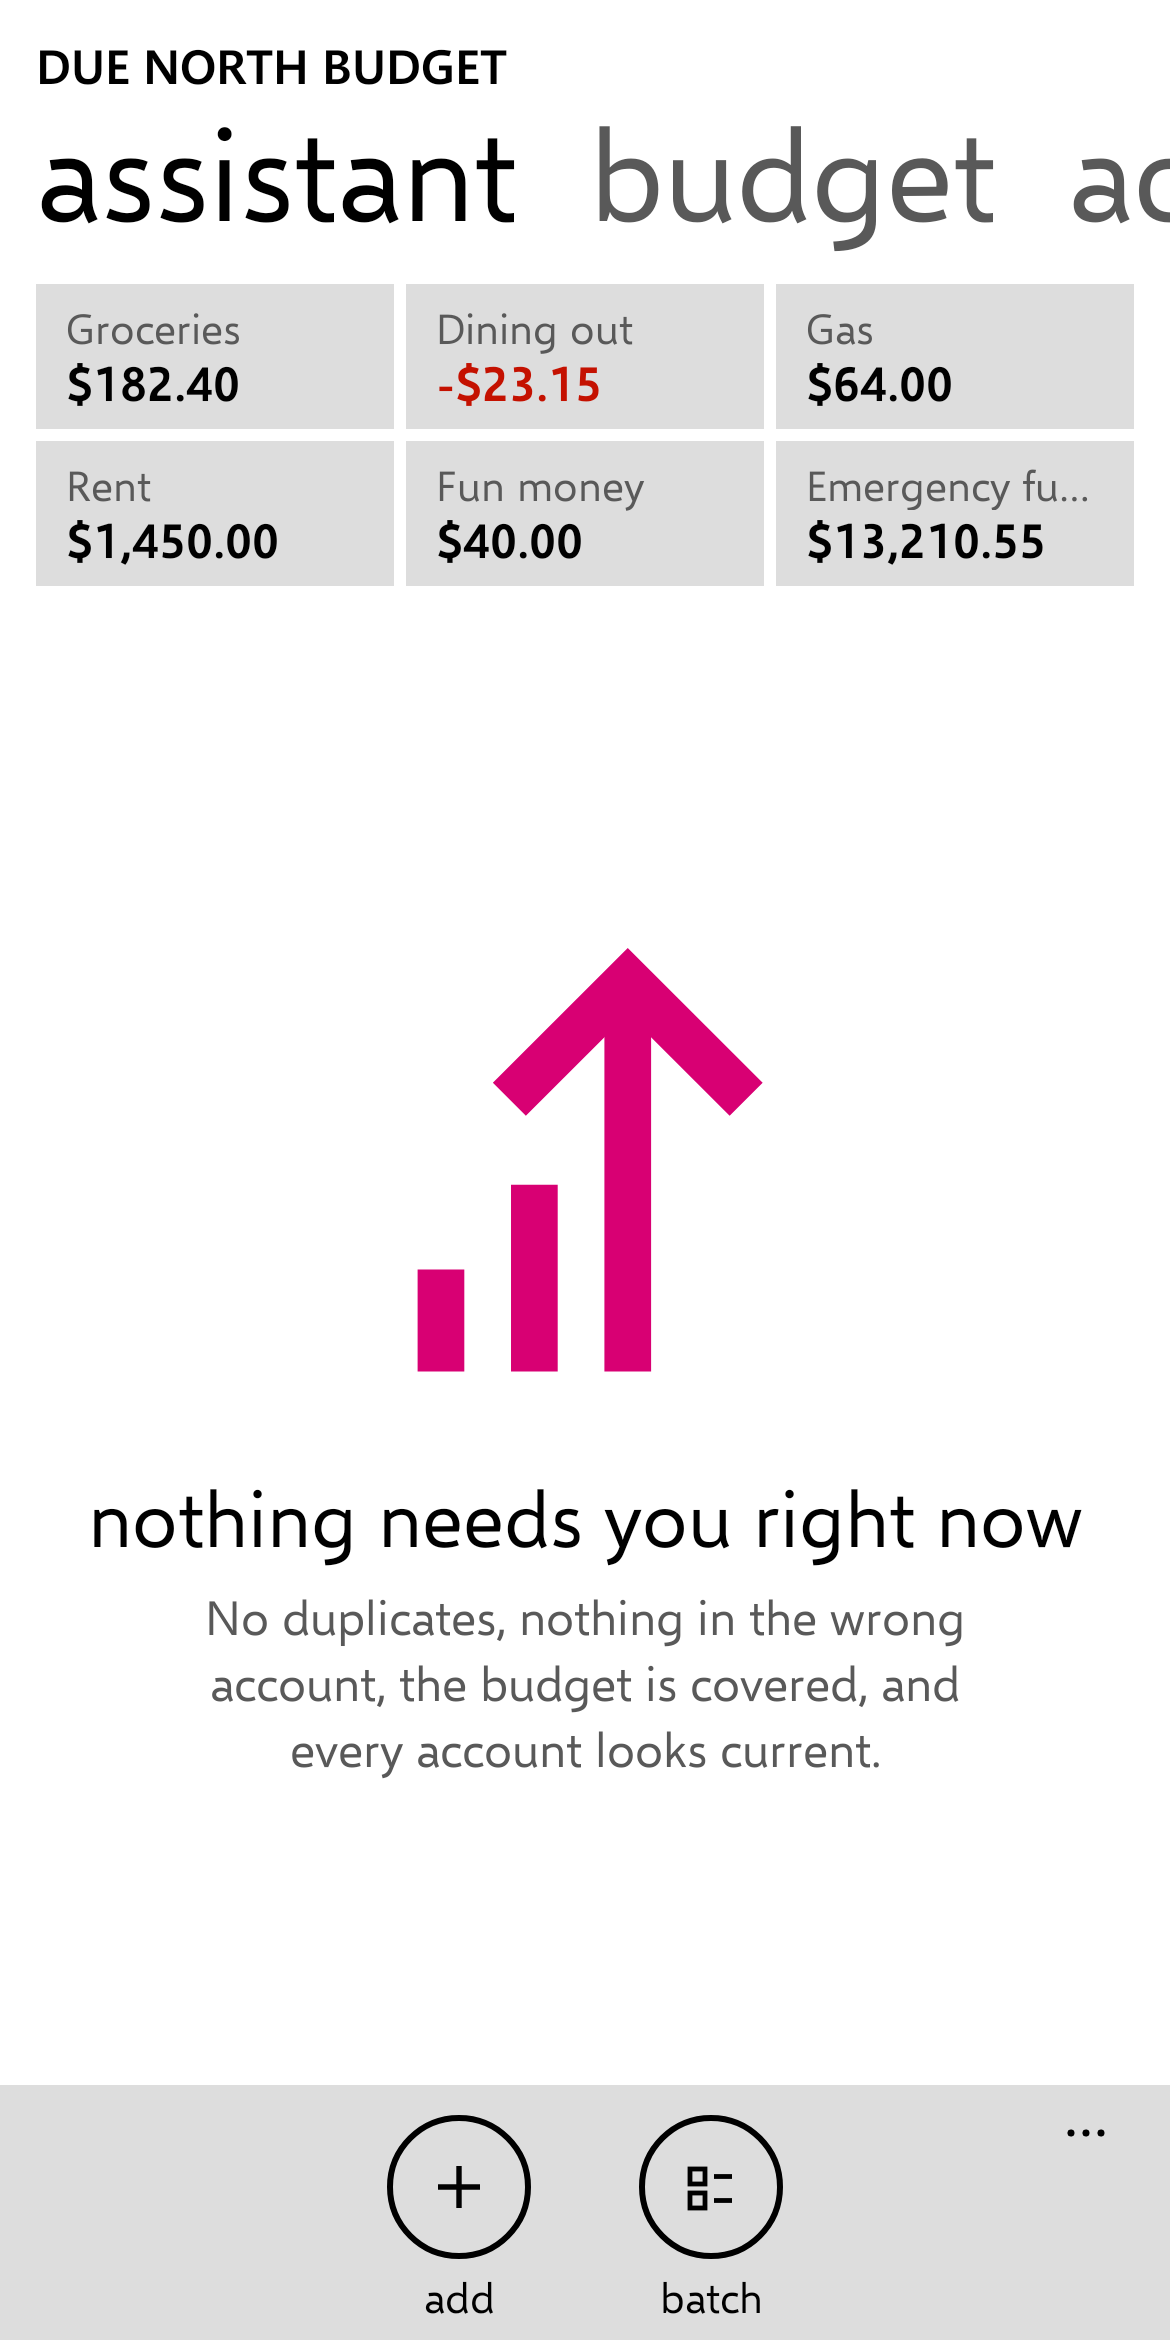 DUE NORTH BUDGET
assistant budget ac
Groceries Dining out Gas
$182.40 -$23.15 $64.00
Rent Fun money Emergency fu...
$1,450.00 $40.00 $13,210.55
nothing needs you right now
No duplicates, nothing in the wrong
account, the budget is covered, and
every account looks current.
...
add batch